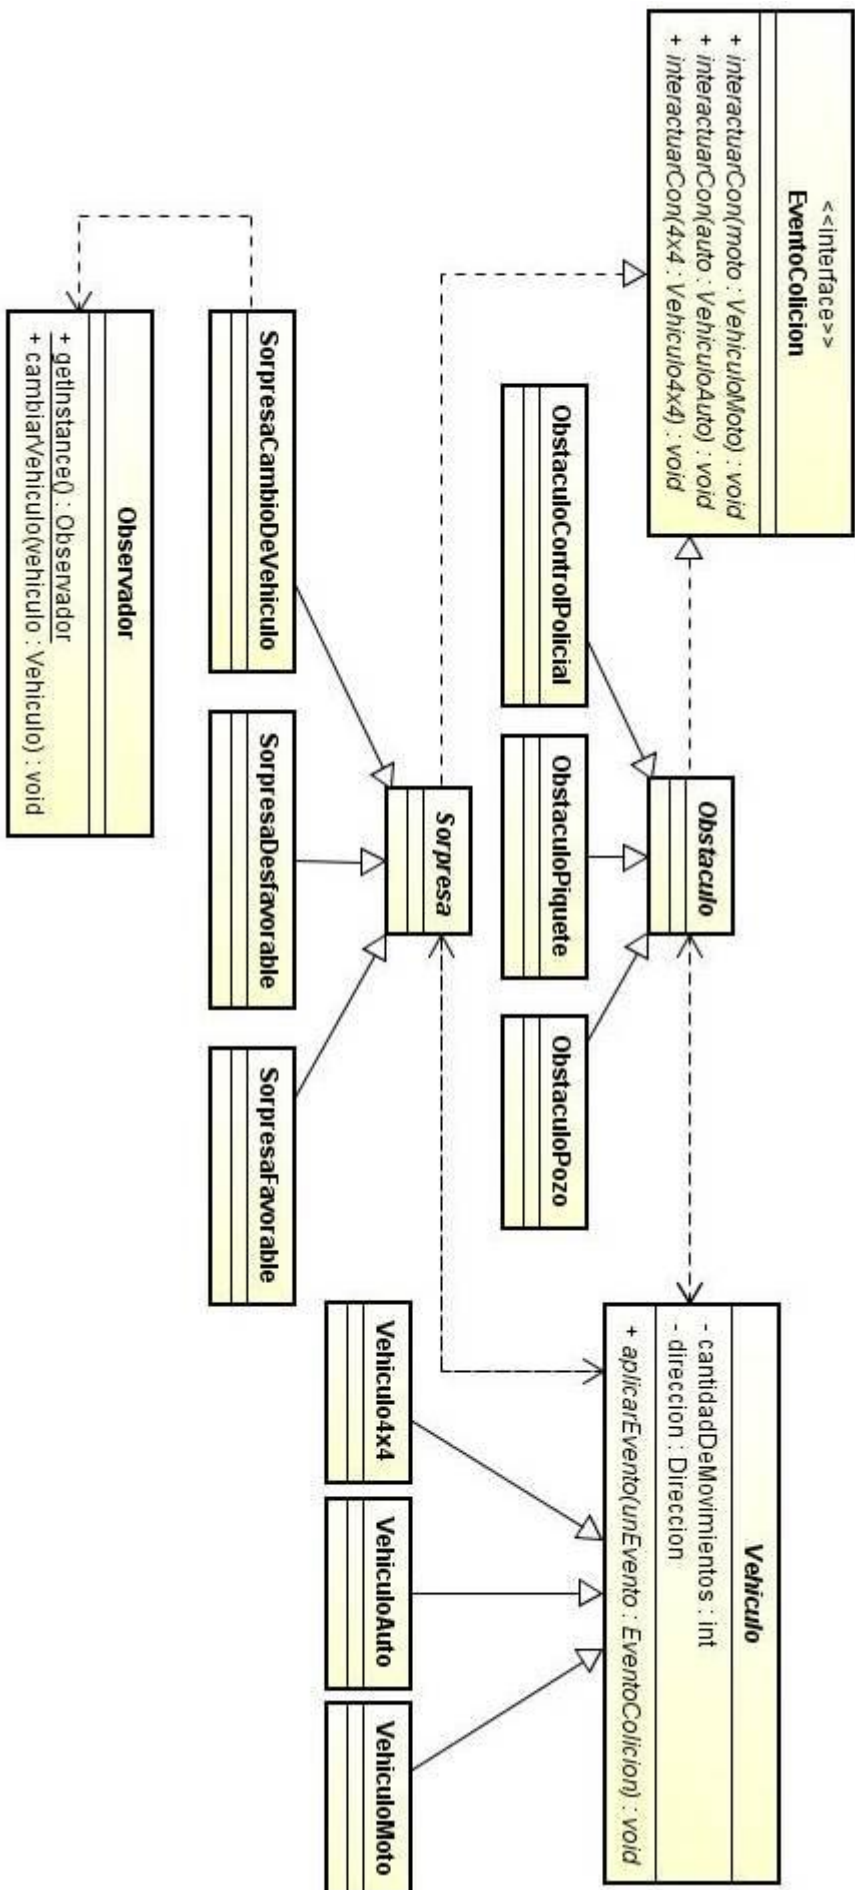 <<interface>>
EventoColicion
+ interactuarCon(moto : VehiculoMoto) : void
+ interactuarCon(auto : VehiculoAuto) : void
+ interactuarCon(4x4 : Vehiculo4x4) : void
Obstaculo
Vehiculo
- cantidadDeMovimientos : int
- direccion : Direccion
+ aplicarEvento(unEvento : EventoColicion) : void
ObstaculoControlPolicial
ObstaculoPiquete
ObstaculoPozo
Sorpresa
Vehiculo4x4
VehiculoAuto
VehiculoMoto
SorpresaCambioDeVehiculo
SorpresaDesfavorable
SorpresaFavorable
Observador
+ getInstance() : Observador
+ cambiarVehiculo(vehiculo : Vehiculo) : void